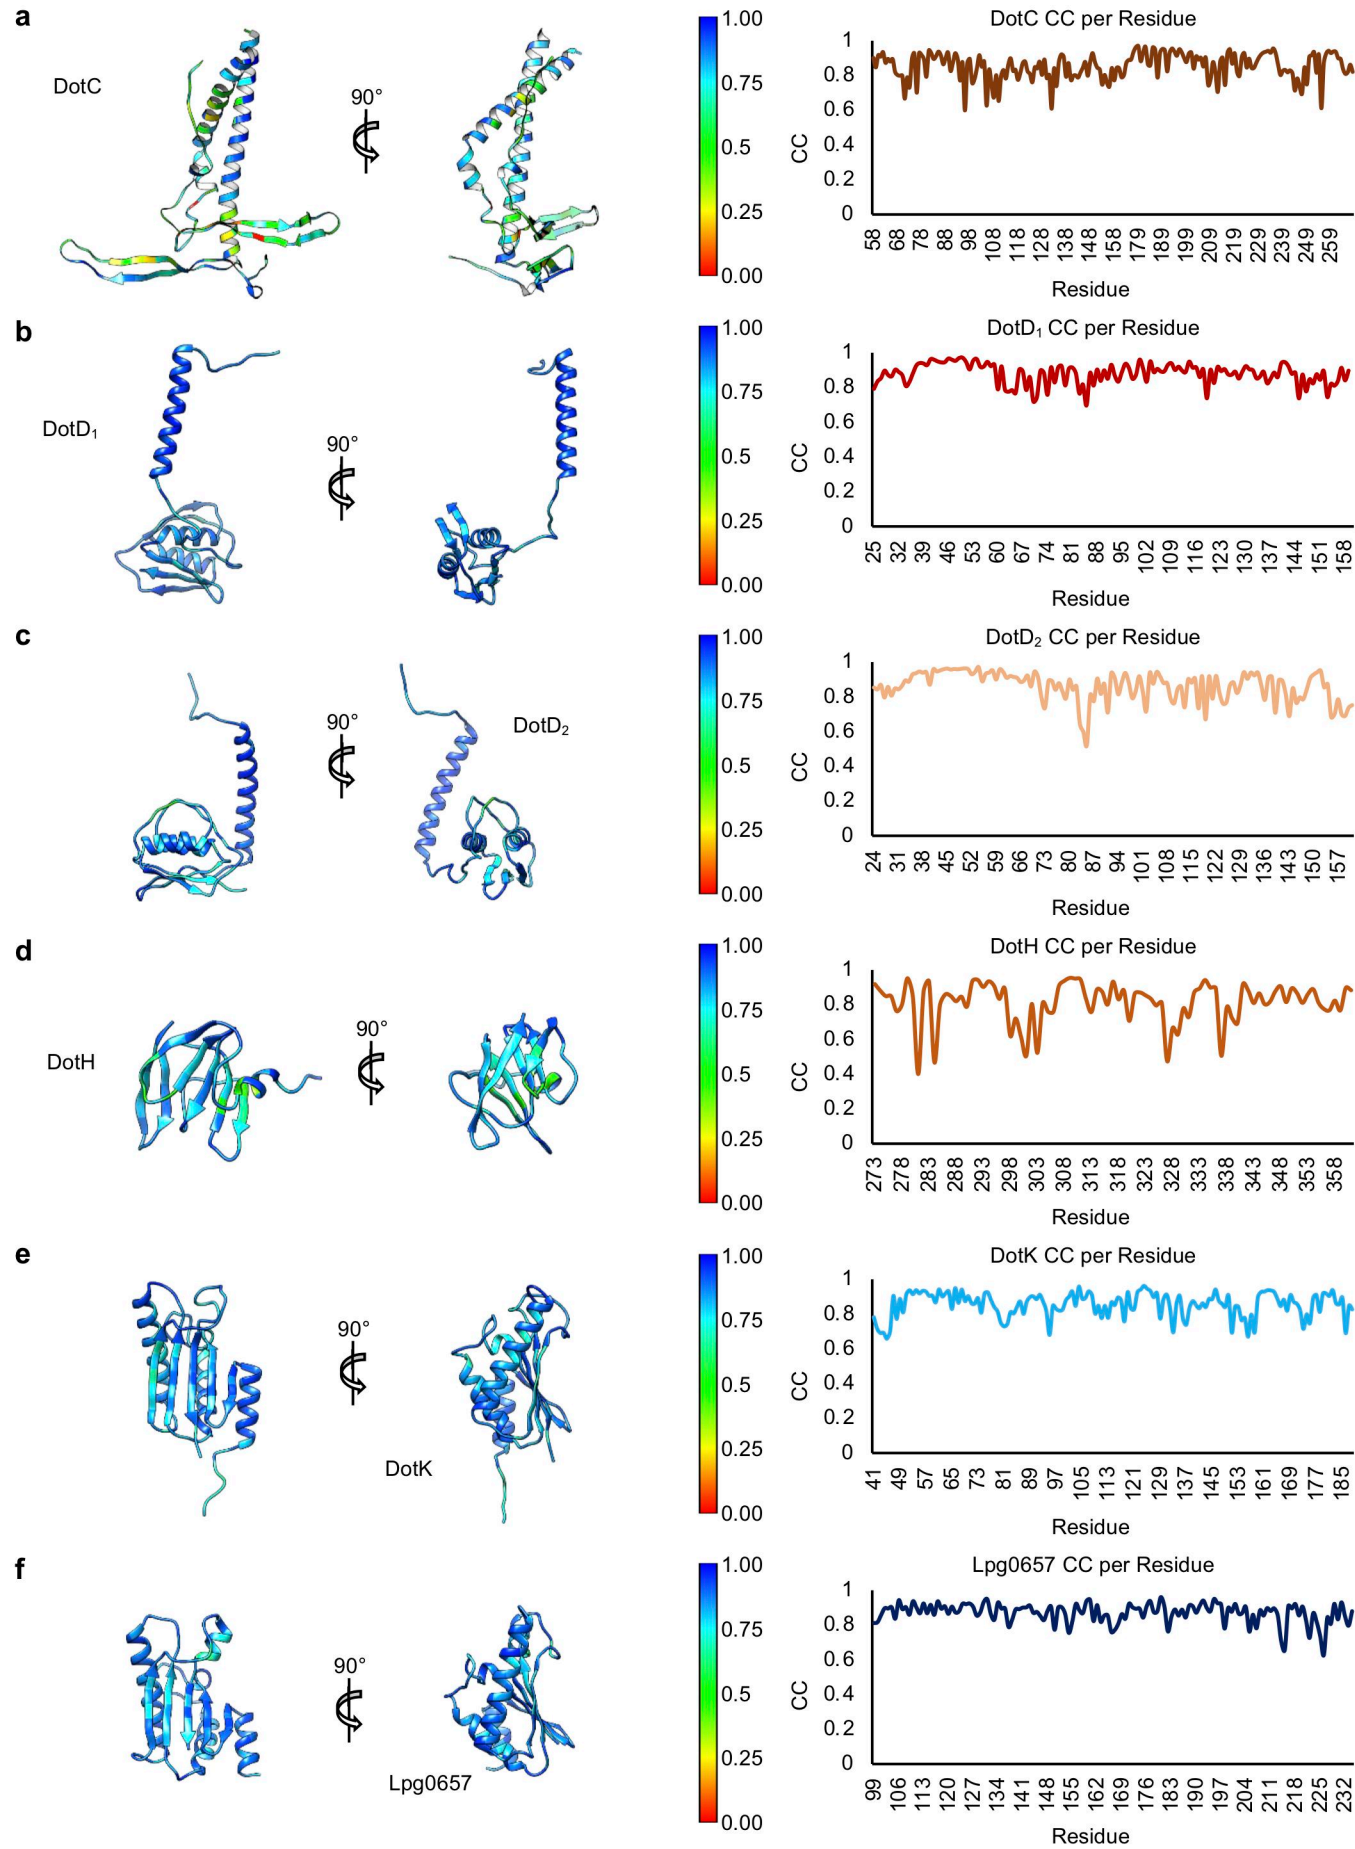 a
DotC
90°
1.00
0.75
0.5
0.25
0.00
DotC CC per Residue
CC
1
0.8
0.6
0.4
0.2
0
58 68 78 88 98 108 118 128 138 148 158 179 189 199 209 219 229 239 249 259
Residue
b
DotD₁
90°
1.00
0.75
0.5
0.25
0.00
DotD₁ CC per Residue
CC
1
0.8
0.6
0.4
0.2
0
25 32 39 46 53 60 67 74 81 88 95 102 109 116 123 130 137 144 151 158
Residue
c
90°
DotD₂
1.00
0.75
0.5
0.25
0.00
DotD₂ CC per Residue
CC
1
0.8
0.6
0.4
0.2
0
24 31 38 45 52 59 66 73 80 87 94 101 108 115 122 129 136 143 150 157
Residue
d
DotH
90°
1.00
0.75
0.5
0.25
0.00
DotH CC per Residue
CC
1
0.8
0.6
0.4
0.2
0
273 278 283 288 293 298 303 308 313 318 323 328 333 338 343 348 353 358
Residue
e
90°
DotK
1.00
0.75
0.5
0.25
0.00
DotK CC per Residue
CC
1
0.8
0.6
0.4
0.2
0
41 49 57 65 73 81 89 97 105 113 121 129 137 145 153 161 169 177 185
Residue
f
90°
Lpg0657
1.00
0.75
0.5
0.25
0.00
Lpg0657 CC per Residue
CC
1
0.8
0.6
0.4
0.2
0
99 106 113 120 127 134 141 148 155 162 169 176 183 190 197 204 211 218 225 232
Residue